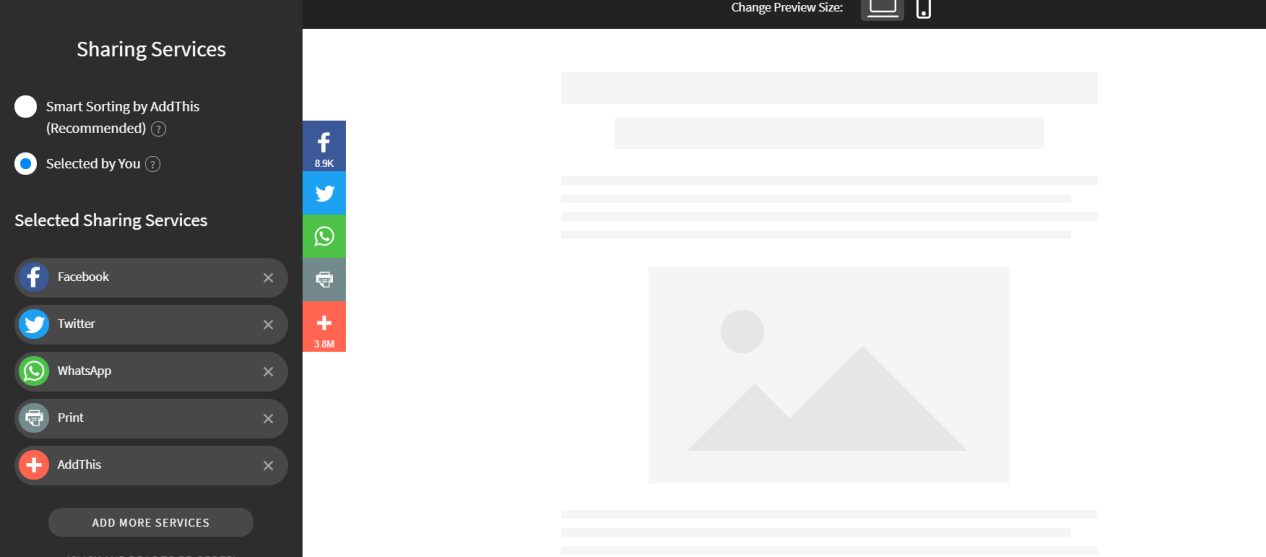 Change Preview Size:
Sharing Services
Smart Sorting by AddThis
(Recommended) ?
Selected by You ?
Selected Sharing Services
Facebook
Twitter
WhatsApp
Print
AddThis
ADD MORE SERVICES
8.9K
3.8M